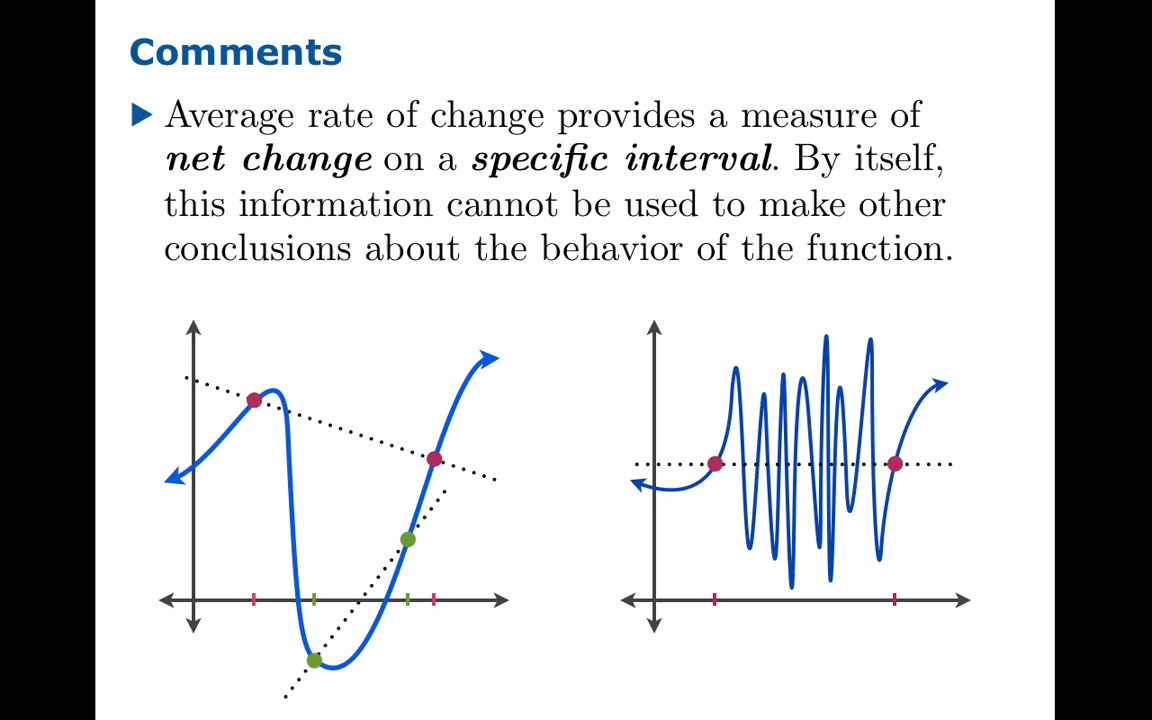 Comments
Average rate of change provides a measure of
net change on a specific interval. By itself,
this information cannot be used to make other
conclusions about the behavior of the function.